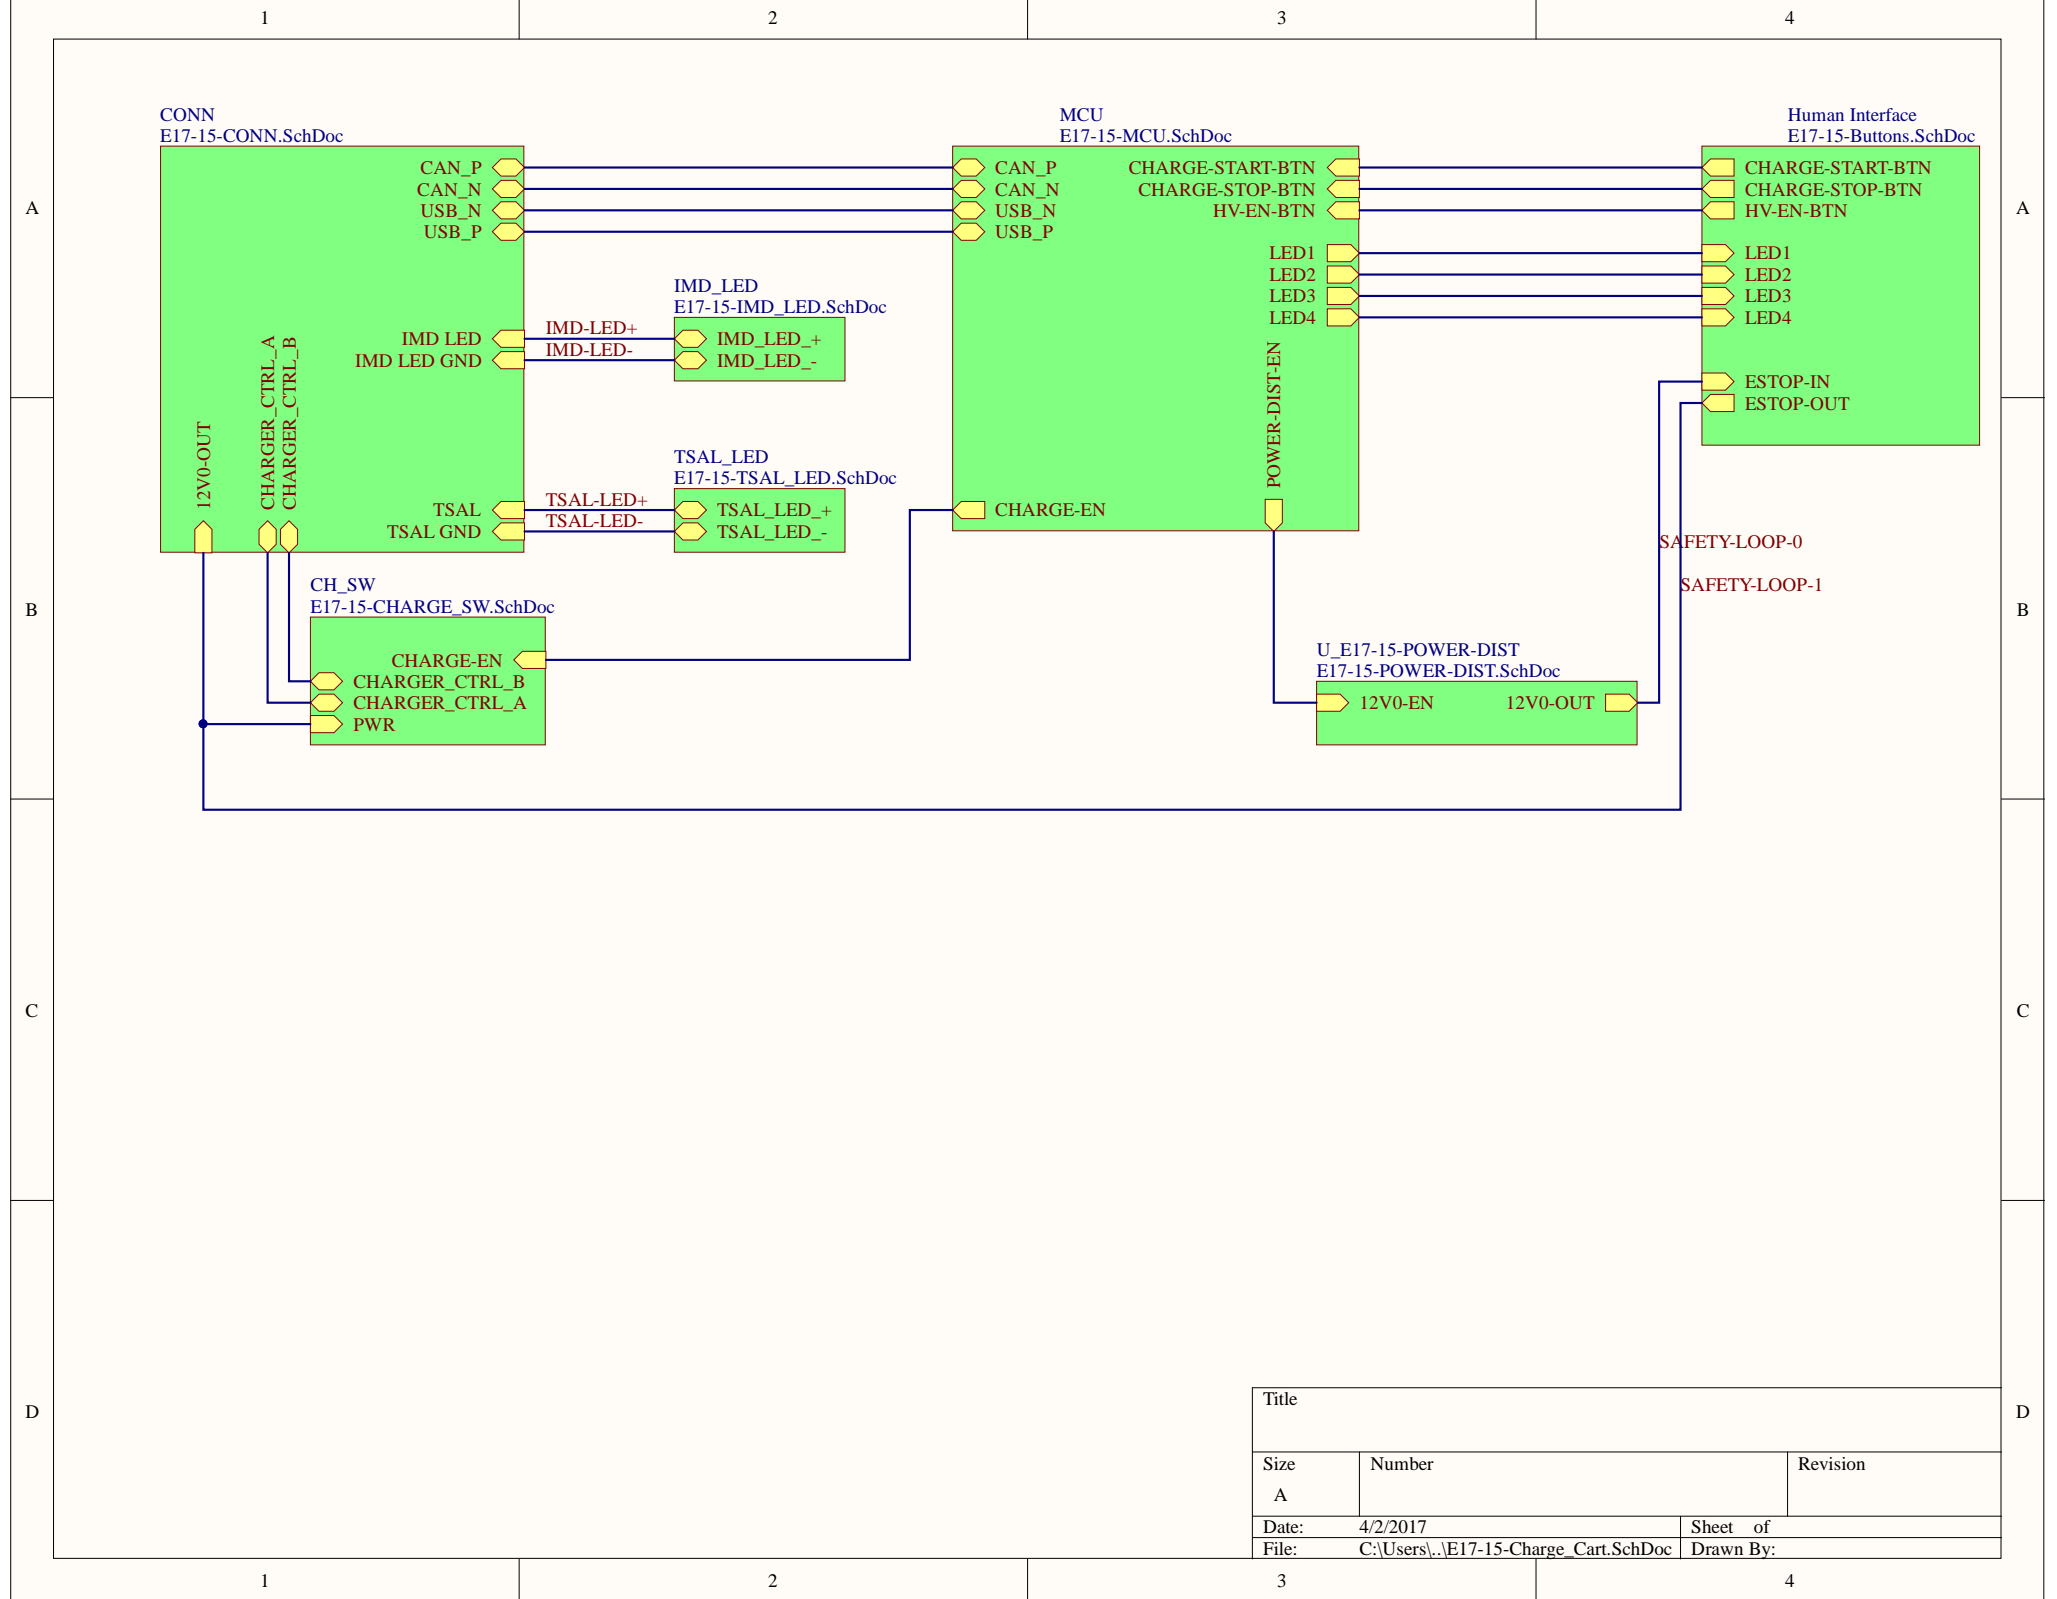 1 2 3 4
A A
B B
C C
D D
CONN
E17-15-CONN.SchDoc
CAN_P
CAN_N
USB_N
USB_P
IMD LED
IMD LED GND
TSAL
TSAL GND
12V0-OUT
CHARGER_CTRL_A
CHARGER_CTRL_B
IMD-LED+
IMD-LED-
IMD_LED
E17-15-IMD_LED.SchDoc
IMD_LED_+
IMD_LED_-
TSAL-LED+
TSAL-LED-
TSAL_LED
E17-15-TSAL_LED.SchDoc
TSAL_LED_+
TSAL_LED_-
CH_SW
E17-15-CHARGE_SW.SchDoc
CHARGE-EN
CHARGER_CTRL_B
CHARGER_CTRL_A
PWR
MCU
E17-15-MCU.SchDoc
CAN_P
CAN_N
USB_N
USB_P
CHARGE-START-BTN
CHARGE-STOP-BTN
HV-EN-BTN
LED1
LED2
LED3
LED4
POWER-DIST-EN
CHARGE-EN
Human Interface
E17-15-Buttons.SchDoc
CHARGE-START-BTN
CHARGE-STOP-BTN
HV-EN-BTN
LED1
LED2
LED3
LED4
ESTOP-IN
ESTOP-OUT
SAFETY-LOOP-0
SAFETY-LOOP-1
U_E17-15-POWER-DIST
E17-15-POWER-DIST.SchDoc
12V0-EN 12V0-OUT
Title
Size Number Revision
A
Date: 4/2/2017 Sheet of
File: C:\Users\..\E17-15-Charge_Cart.SchDoc Drawn By:
1 2 3 4